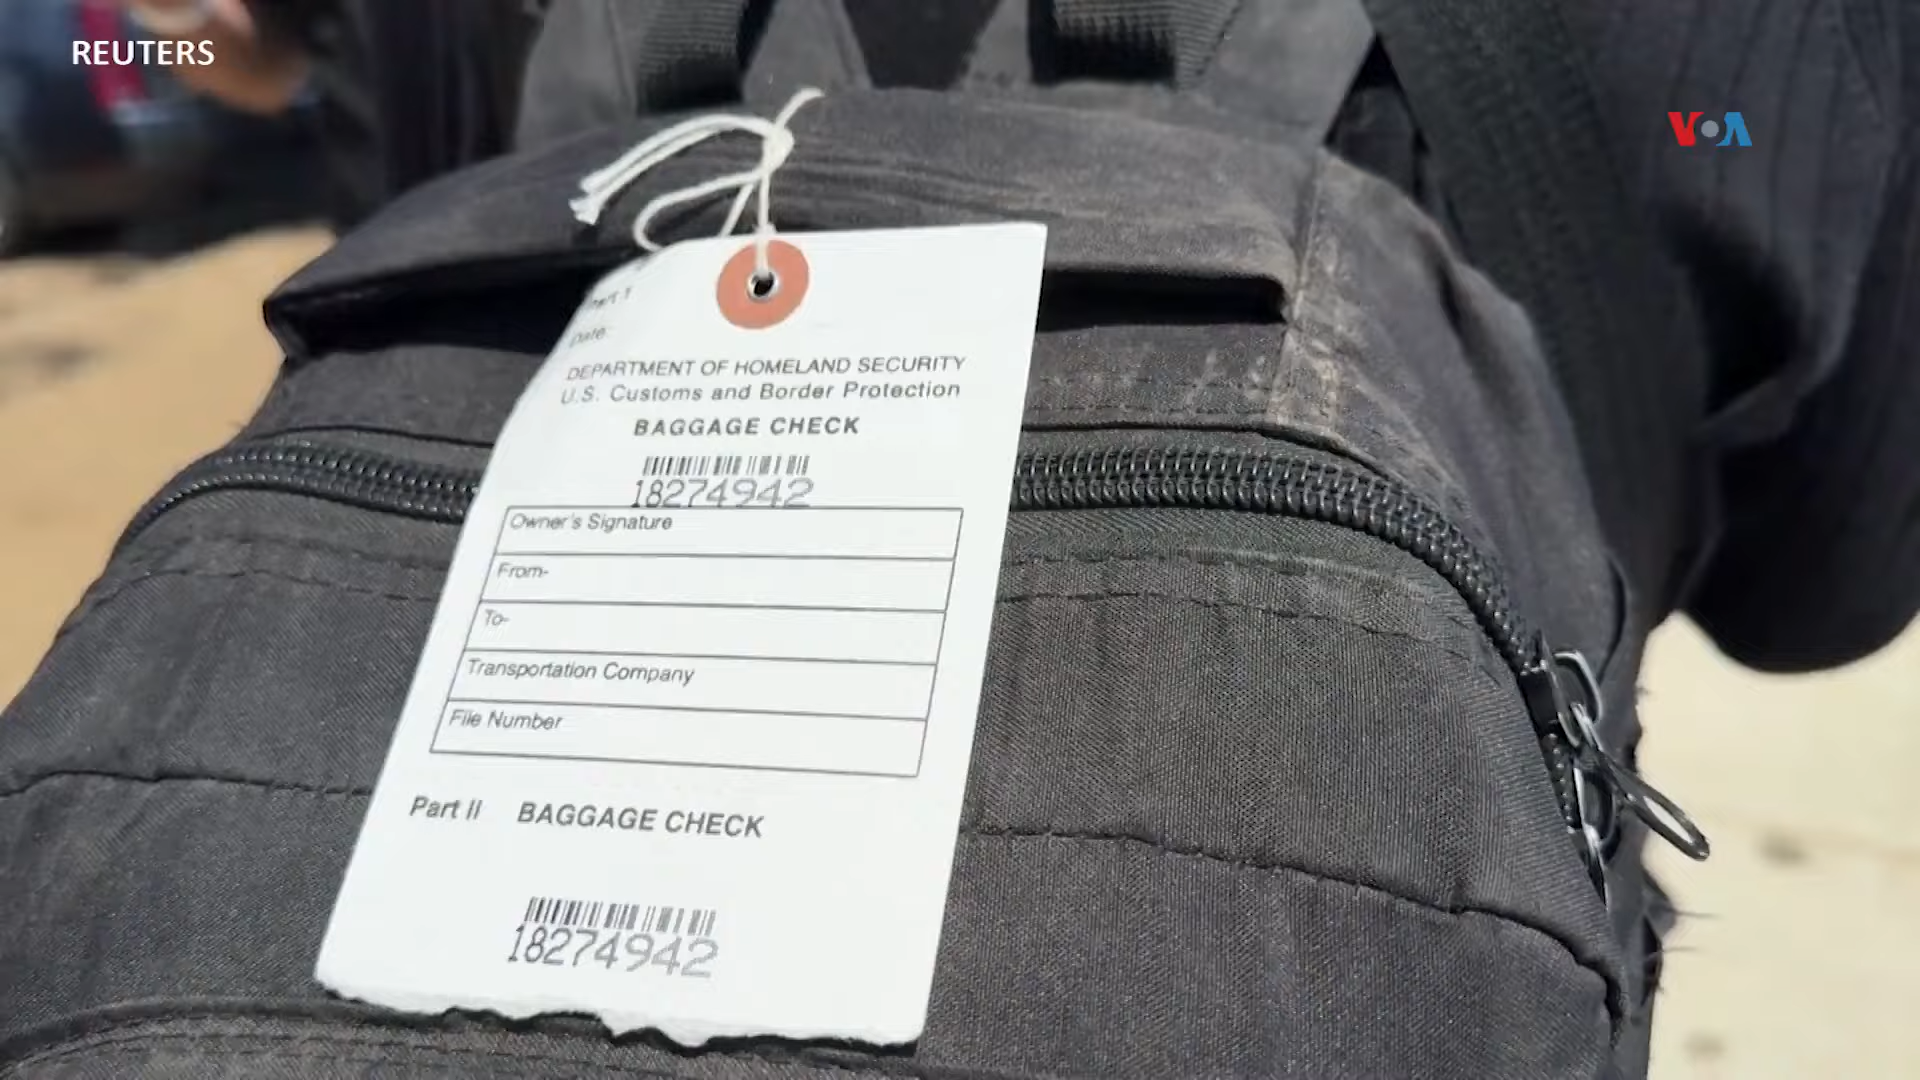 REUTERS
VOA
Part I
Date:
DEPARTMENT OF HOMELAND SECURITY
U.S. Customs and Border Protection
BAGGAGE CHECK
18274942
Owner's Signature
From-
To-
Transportation Company
File Number
Part II BAGGAGE CHECK
18274942